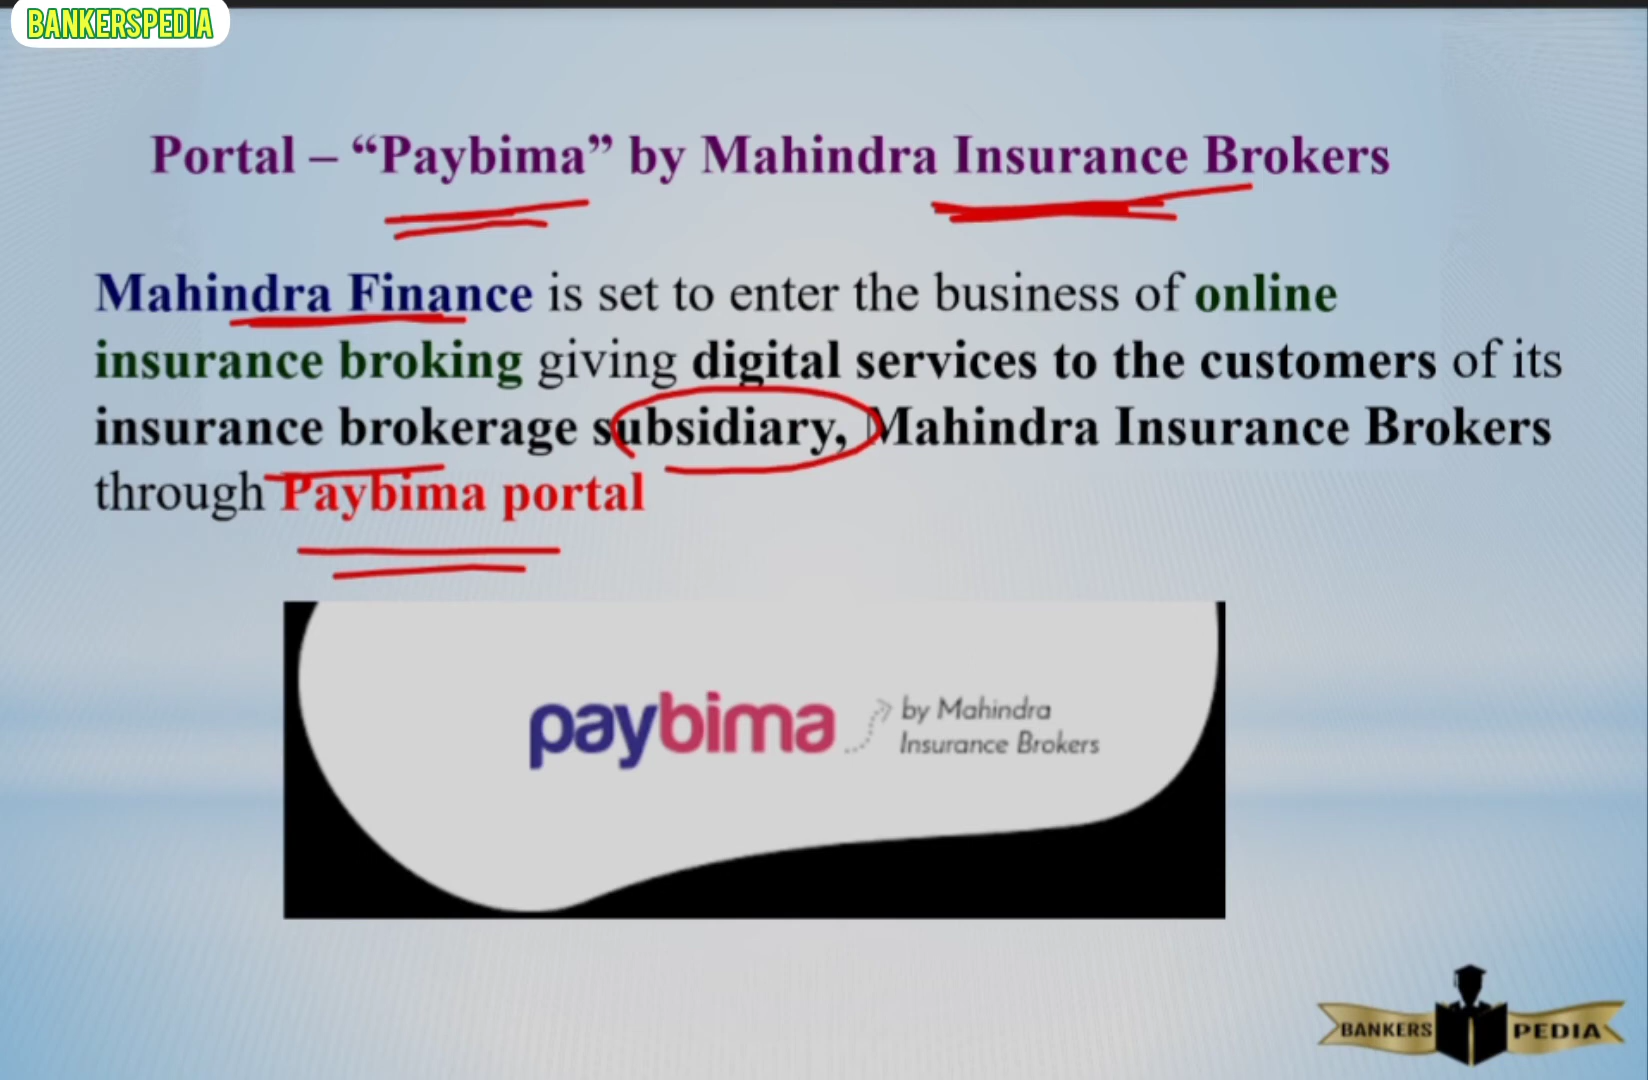 BANKERSPEDIA
Portal – “Paybima” by Mahindra Insurance Brokers
Mahindra Finance is set to enter the business of online
insurance broking giving digital services to the customers of its
insurance brokerage subsidiary, Mahindra Insurance Brokers
through Paybima portal
paybima by Mahindra
Insurance Brokers
BANKERS PEDIA